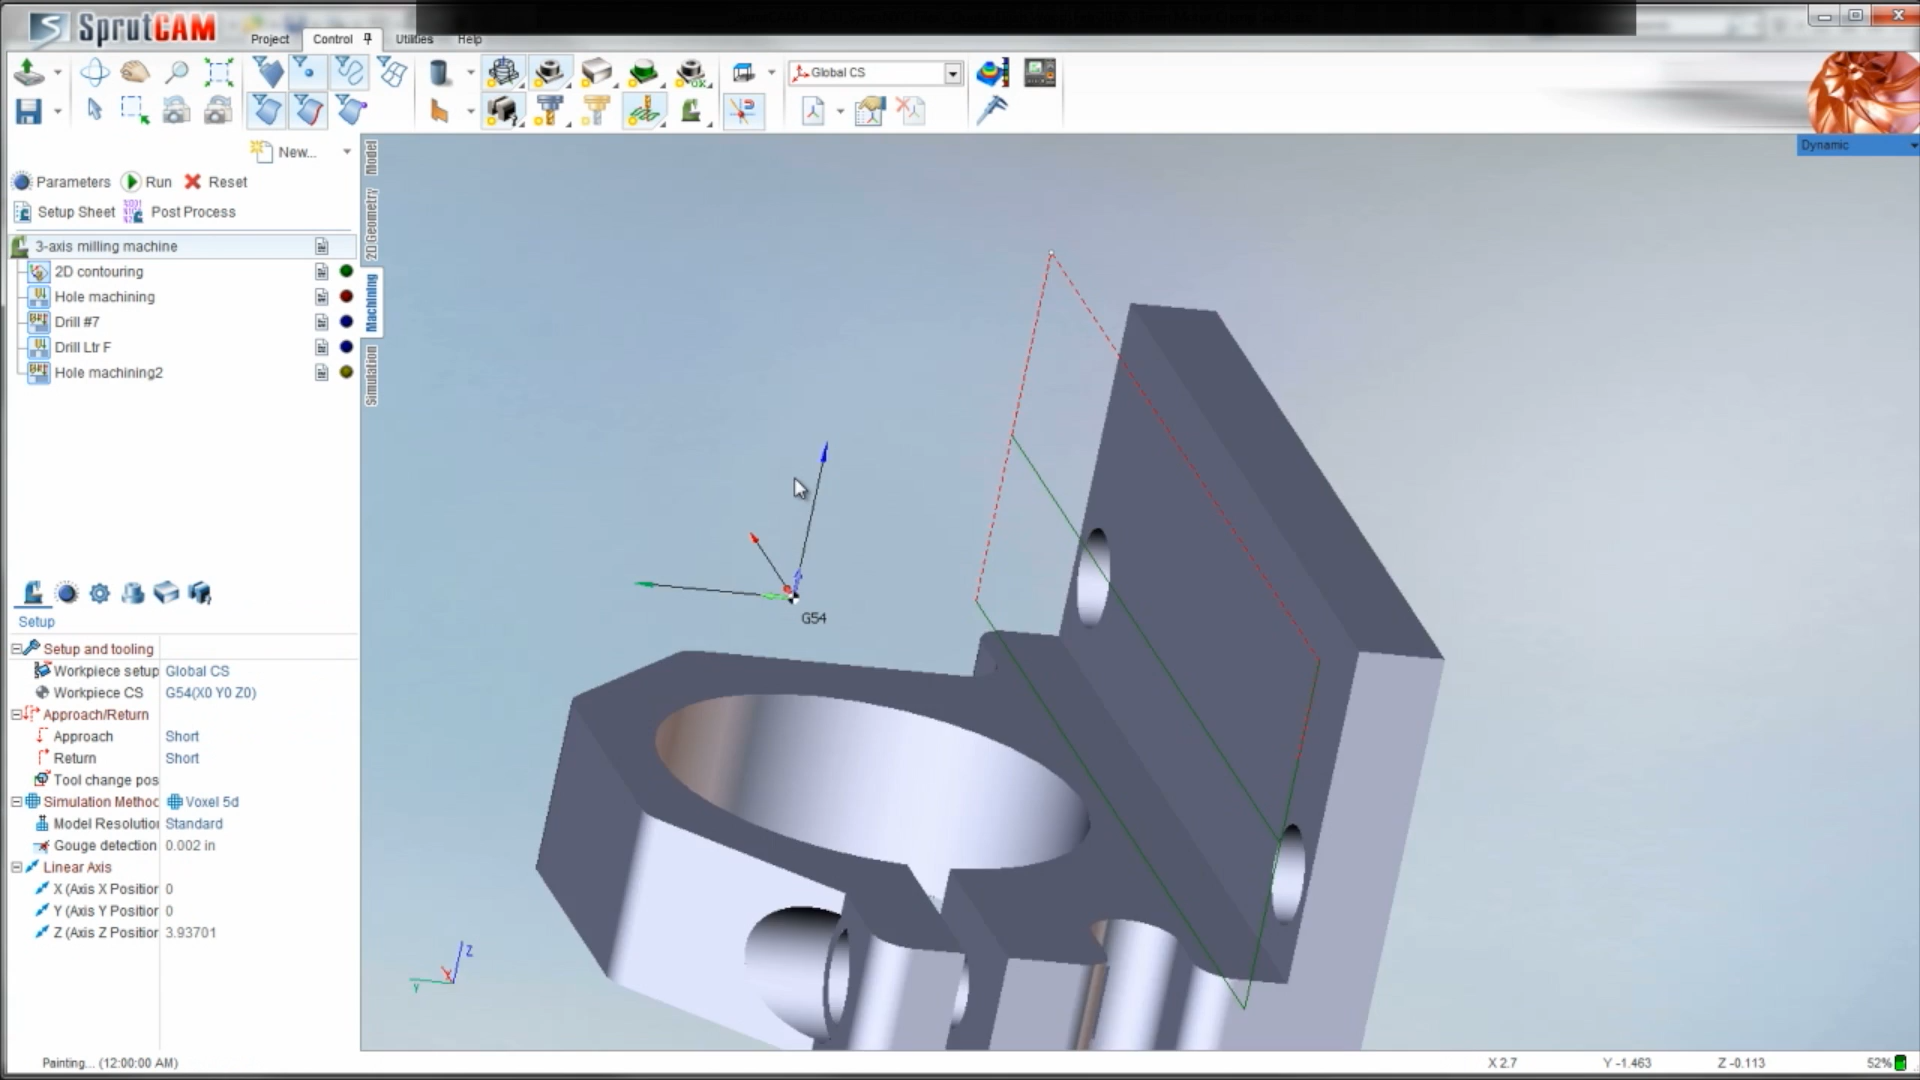 SprutCAM
Project Control Utilities Help
Global CS
New...
Dynamic
Parameters Run Reset
Setup Sheet Post Process
3-axis milling machine
2D contouring
Hole machining
Drill #7
Drill Ltr F
Hole machining2
Model
2D Geometry
Machining
Simulation
G54
Setup
Setup and tooling
Workpiece setup Global CS
Workpiece CS G54(X0 Y0 Z0)
Approach/Return
Approach Short
Return Short
Tool change pos
Simulation Methoc Voxel 5d
Model Resolution Standard
Gouge detection 0.002 in
Linear Axis
X (Axis X Position 0
Y (Axis Y Position 0
Z (Axis Z Position 3.93701
Z
X
Y
Painting... (12:00:00 AM) X 2.7 Y -1.463 Z -0.113 52%